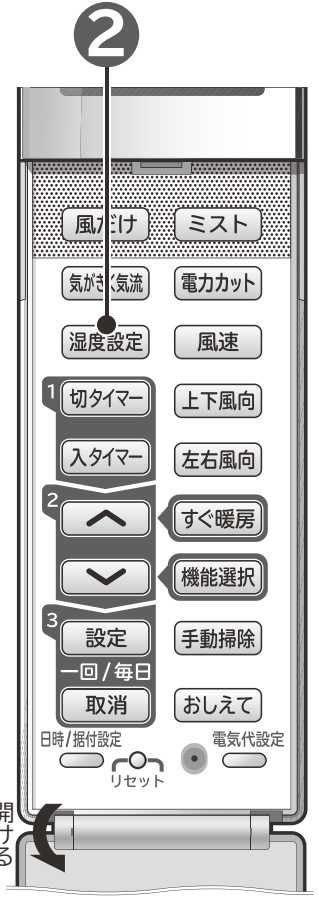 2
風だけ ミスト
気がきく気流 電力カット
湿度設定 風速
1 切タイマー 上下風向
入タイマー 左右風向
2 すぐ暖房
機能選択
3 設定 手動掃除
一回/毎日
取消 おしえて
日時/据付設定 電気代設定
リセット
開ける